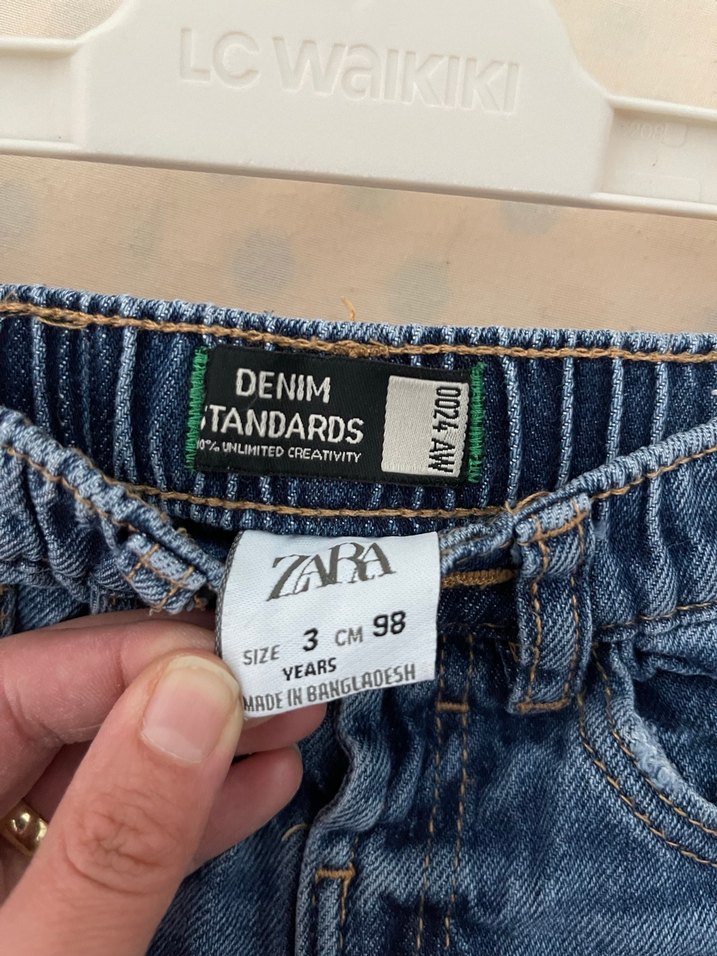 LC WAIKIKI
DENIM
STANDARDS
UNLIMITED CREATIVITY
0024 AW
ZARA
SIZE 3 CM 98
YEARS
MADE IN BANGLADESH